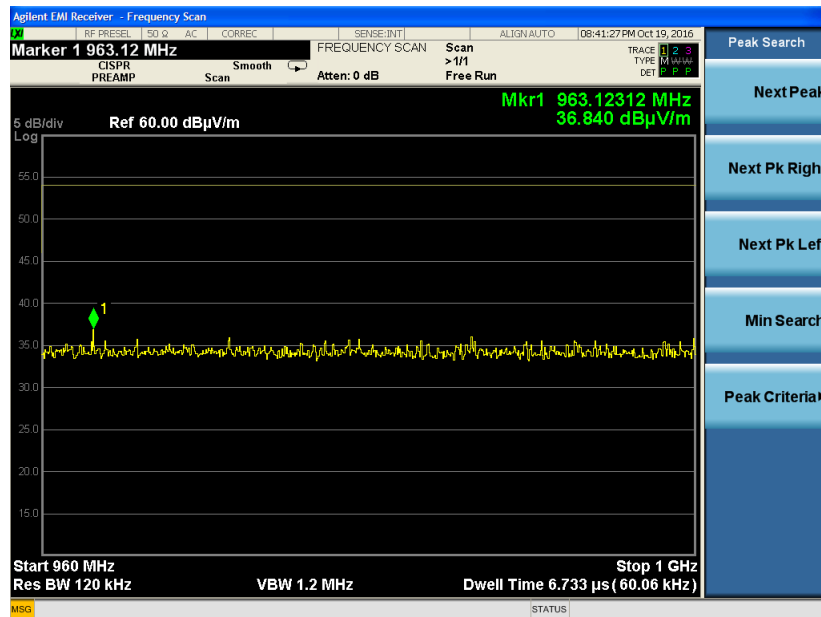 Agilent EMI Receiver - Frequency Scan
LXI RF PRESEL 50 Ω AC CORREC SENSE:INT ALIGN AUTO 08:41:27 PM Oct 19, 2016
Marker 1 963.12 MHz
FREQUENCY SCAN
Scan
TRACE 1 2 3
CISPR
Smooth
>1/1
TYPE M W W
PREAMP
Scan
Atten: 0 dB
Free Run
DET P P P
Peak Search
Mkr1 963.12312 MHz
36.840 dBµV/m
5 dB/div
Ref 60.00 dBµV/m
Log
55.0
50.0
45.0
40.0
35.0
30.0
25.0
20.0
15.0
1
Start 960 MHz
Stop 1 GHz
Res BW 120 kHz
VBW 1.2 MHz
Dwell Time 6.733 µs (60.06 kHz)
Next Peak
Next Pk Righ
Next Pk Lef
Min Search
Peak Criteria
MSG
STATUS